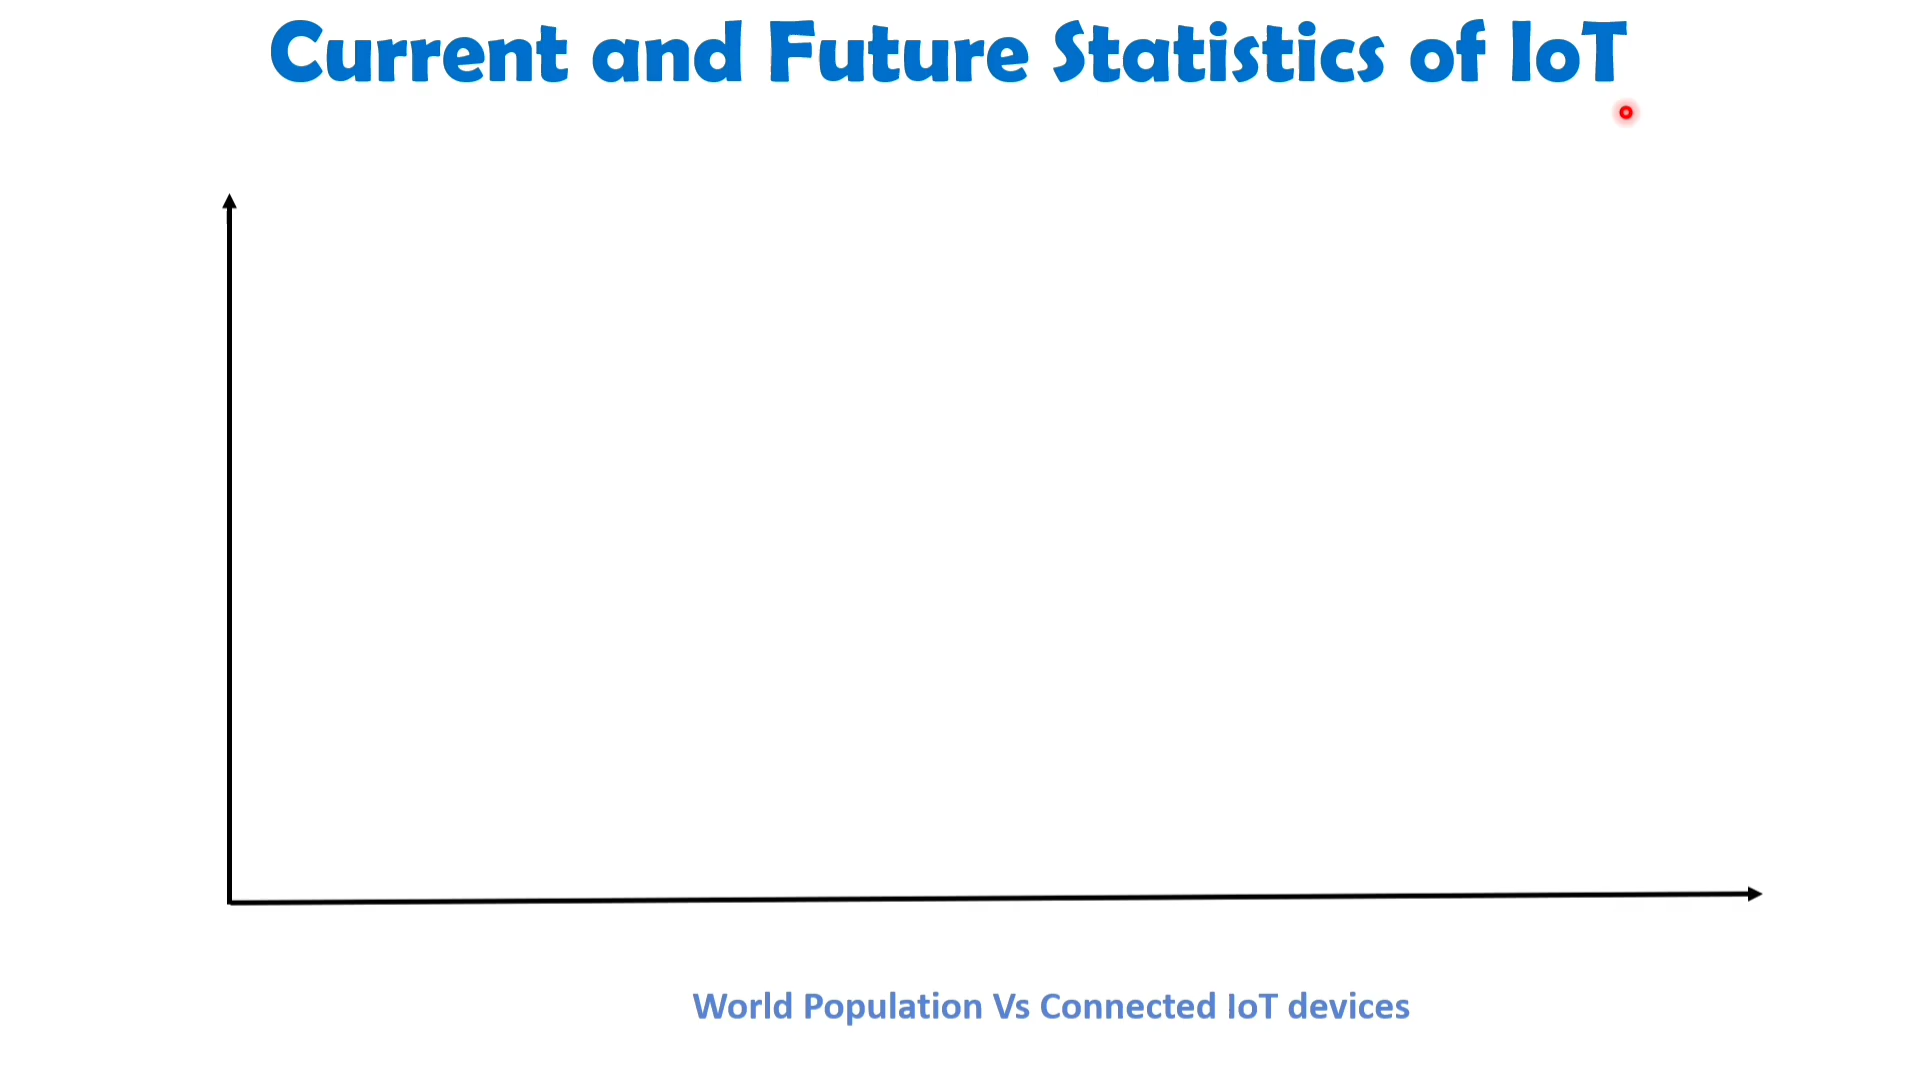 Current and Future Statistics of IoT
World Population Vs Connected IoT devices